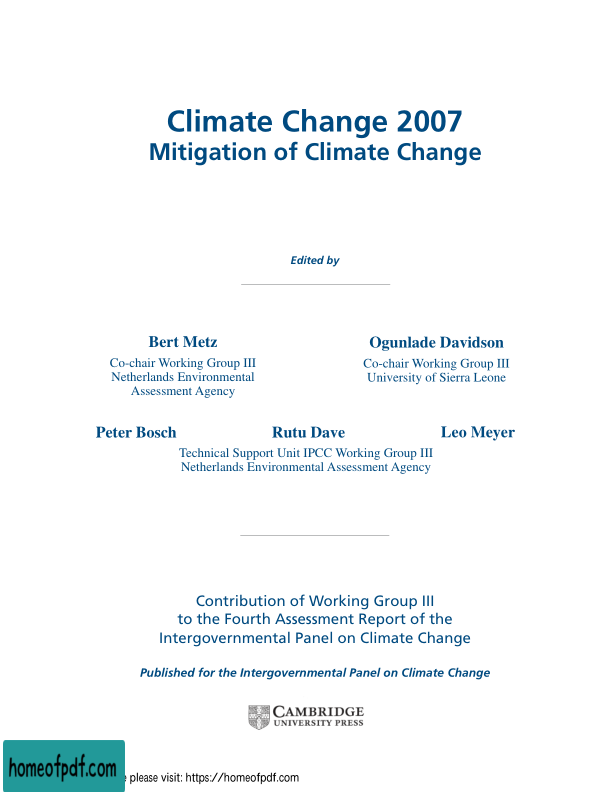 Climate Change 2007
Mitigation of Climate Change
Edited by
Bert Metz
Co-chair Working Group III
Netherlands Environmental
Assessment Agency
Ogunlade Davidson
Co-chair Working Group III
University of Sierra Leone
Peter Bosch Rutu Dave Leo Meyer
Technical Support Unit IPCC Working Group III
Netherlands Environmental Assessment Agency
Contribution of Working Group III
to the Fourth Assessment Report of the
Intergovernmental Panel on Climate Change
Published for the Intergovernmental Panel on Climate Change
CAMBRIDGE
UNIVERSITY PRESS
homeofpdf.com
please visit: https://homeofpdf.com